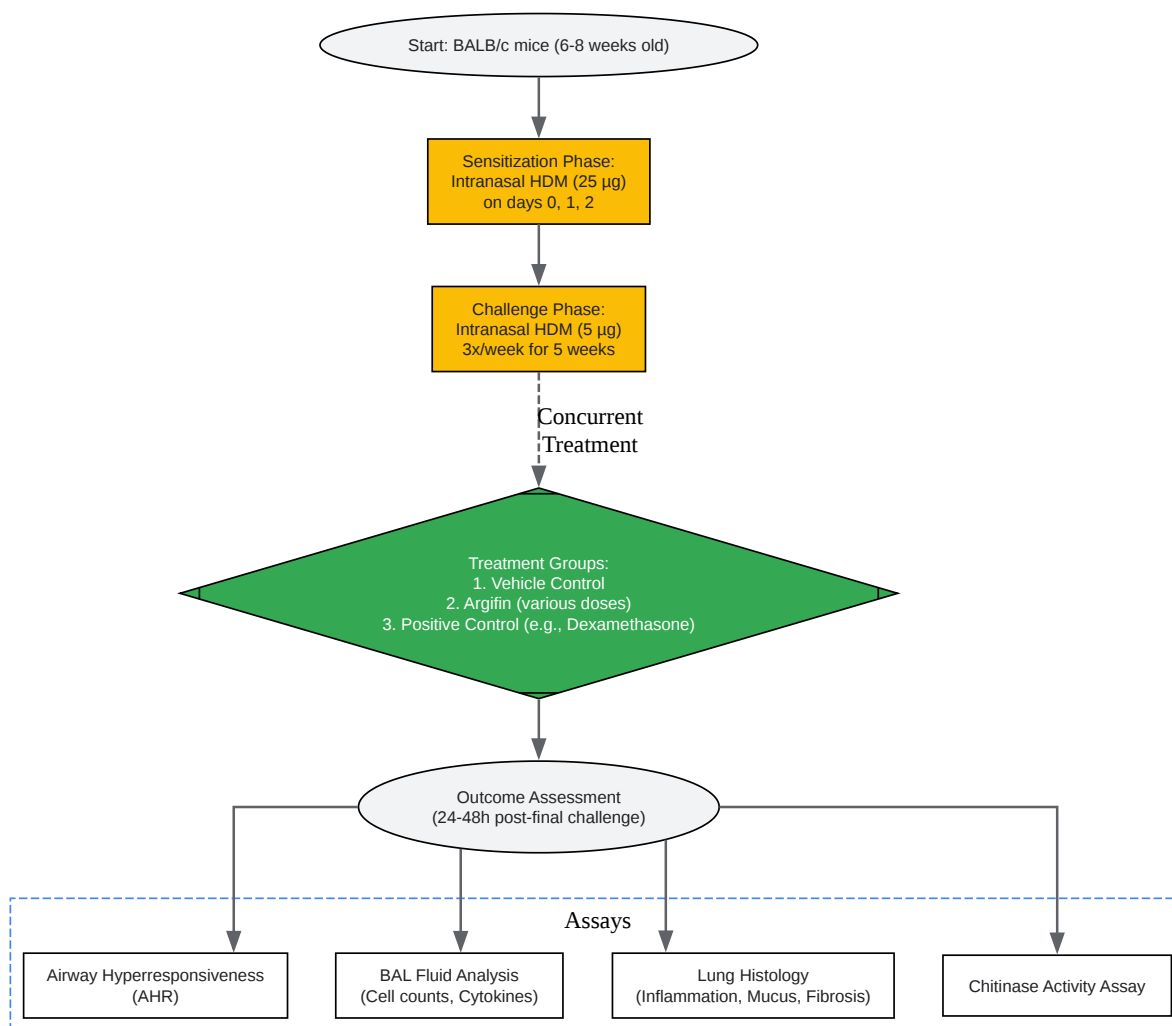 Start: BALB/c mice (6-8 weeks old)
Sensitization Phase:
Intranasal HDM (25 µg)
on days 0, 1, 2
Challenge Phase:
Intranasal HDM (5 µg)
3x/week for 5 weeks
Concurrent
Treatment
Treatment Groups:
1. Vehicle Control
2. Argifin (various doses)
3. Positive Control (e.g., Dexamethasone)
Outcome Assessment
(24-48h post-final challenge)
Assays
Airway Hyperresponsiveness
(AHR)
BAL Fluid Analysis
(Cell counts, Cytokines)
Lung Histology
(Inflammation, Mucus, Fibrosis)
Chitinase Activity Assay